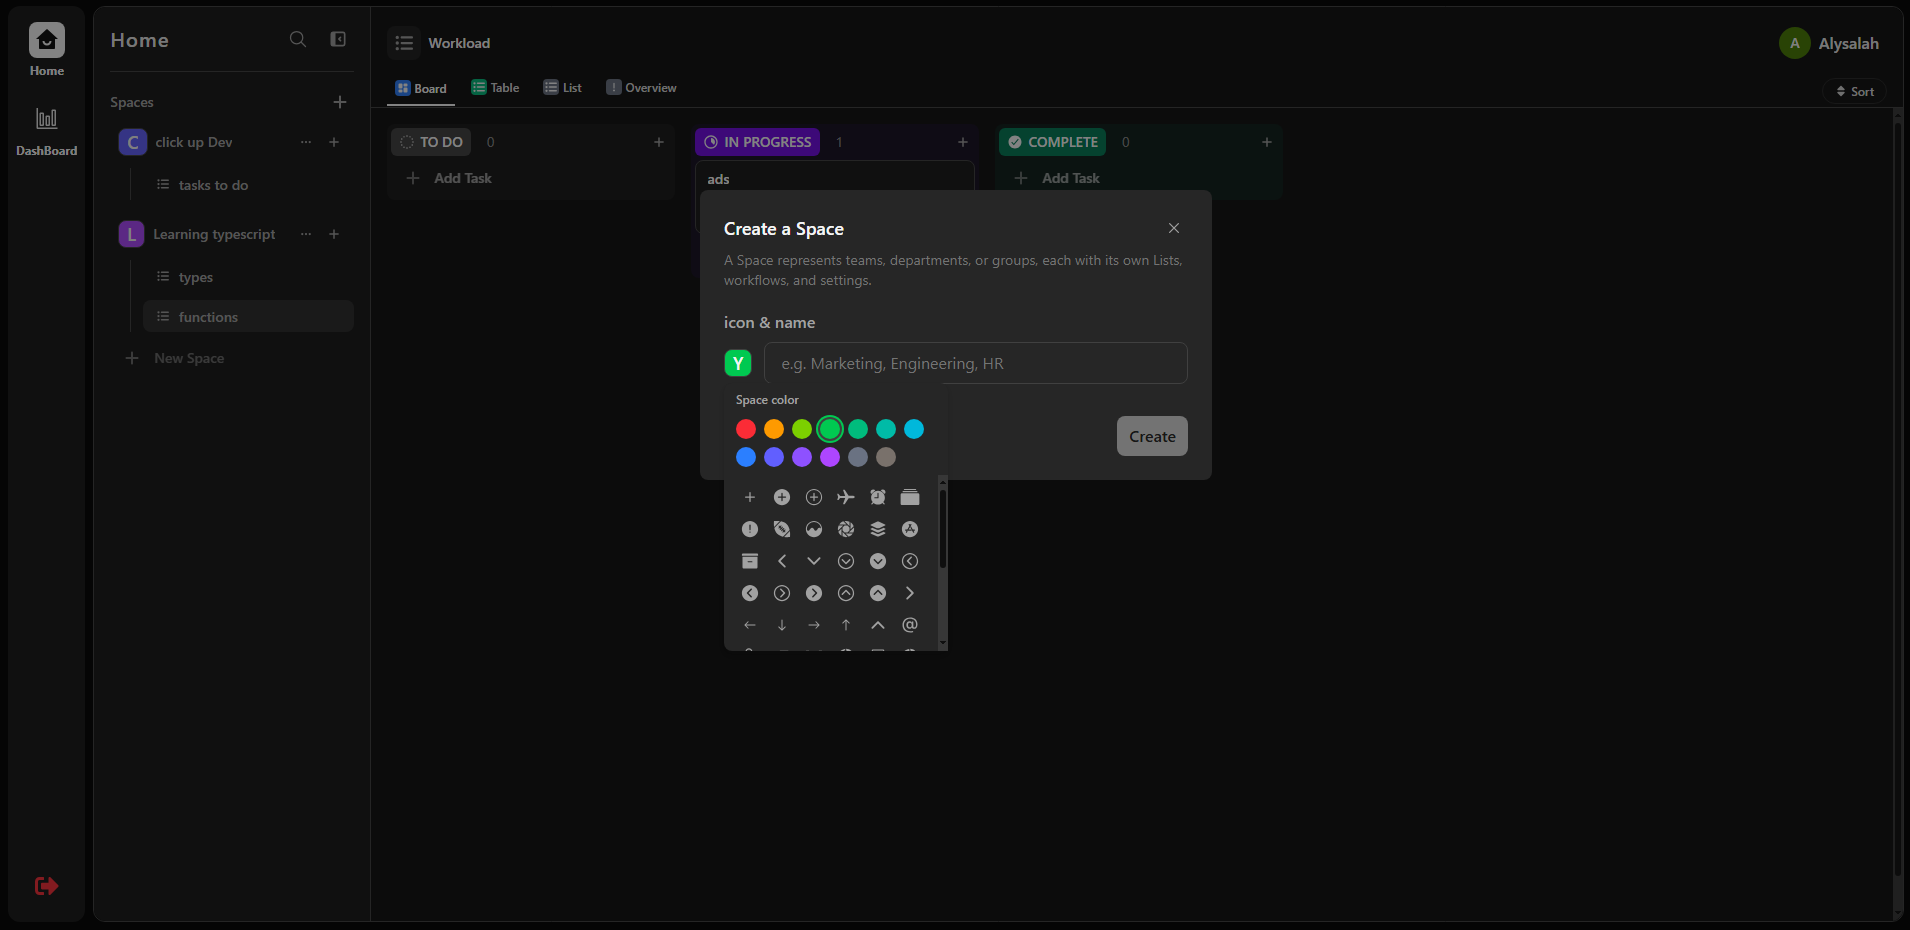 Home
DashBoard
Home
Spaces
C click up Dev
tasks to do
L Learning typescript
types
functions
New Space
Workload
A Alysalah
Board Table List Overview
Sort
TO DO 0
Add Task
IN PROGRESS 1
ads
COMPLETE 0
Add Task
Create a Space
A Space represents teams, departments, or groups, each with its own Lists,
workflows, and settings.
icon & name
Y e.g. Marketing, Engineering, HR
Space color
Create